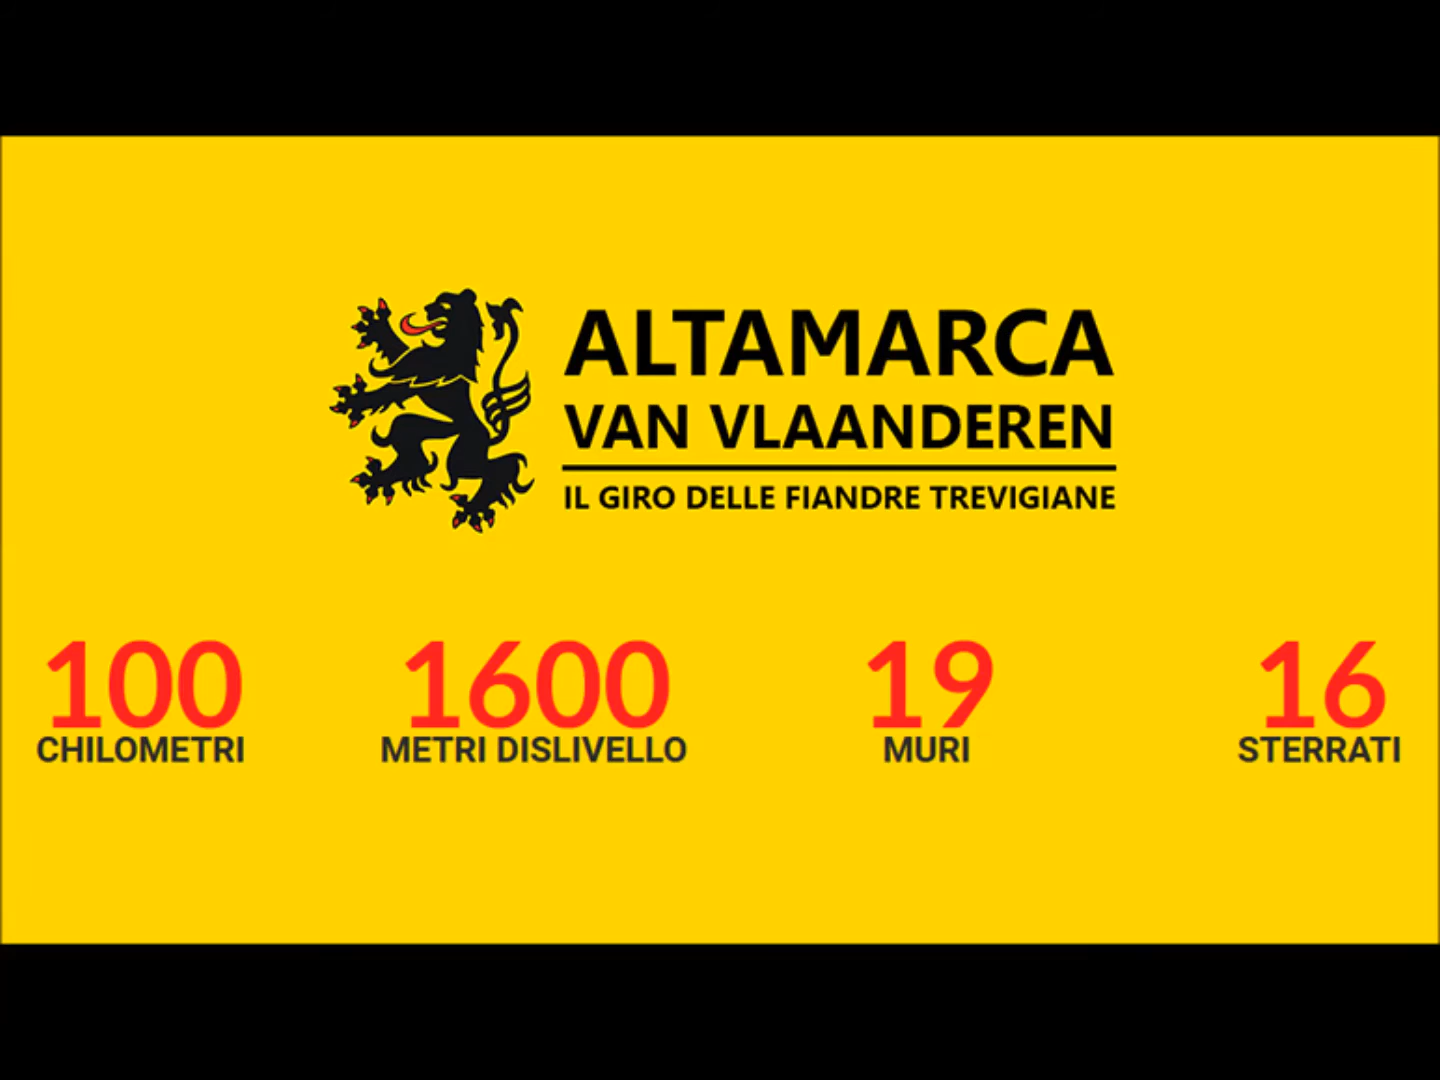 ALTAMARCA
VAN VLAANDEREN
IL GIRO DELLE FIANDRE TREVIGIANE
100 1600 19 16
CHILOMETRI METRI DISLIVELLO MURI STERRATI